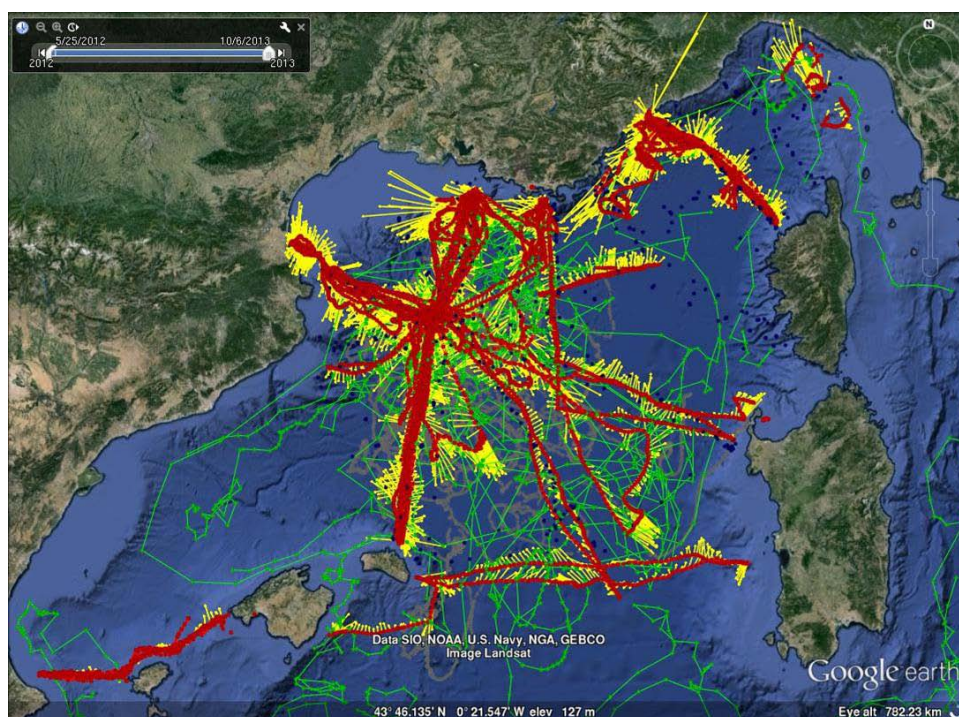 5/25/2012 10/6/2013
2012 2013
N
Data SIO, NOAA, U.S. Navy, NGA, GEBCO
Image Landsat
Google earth
43° 46.135' N 0° 21.547' W elev 127 m Eye alt 782.23 km